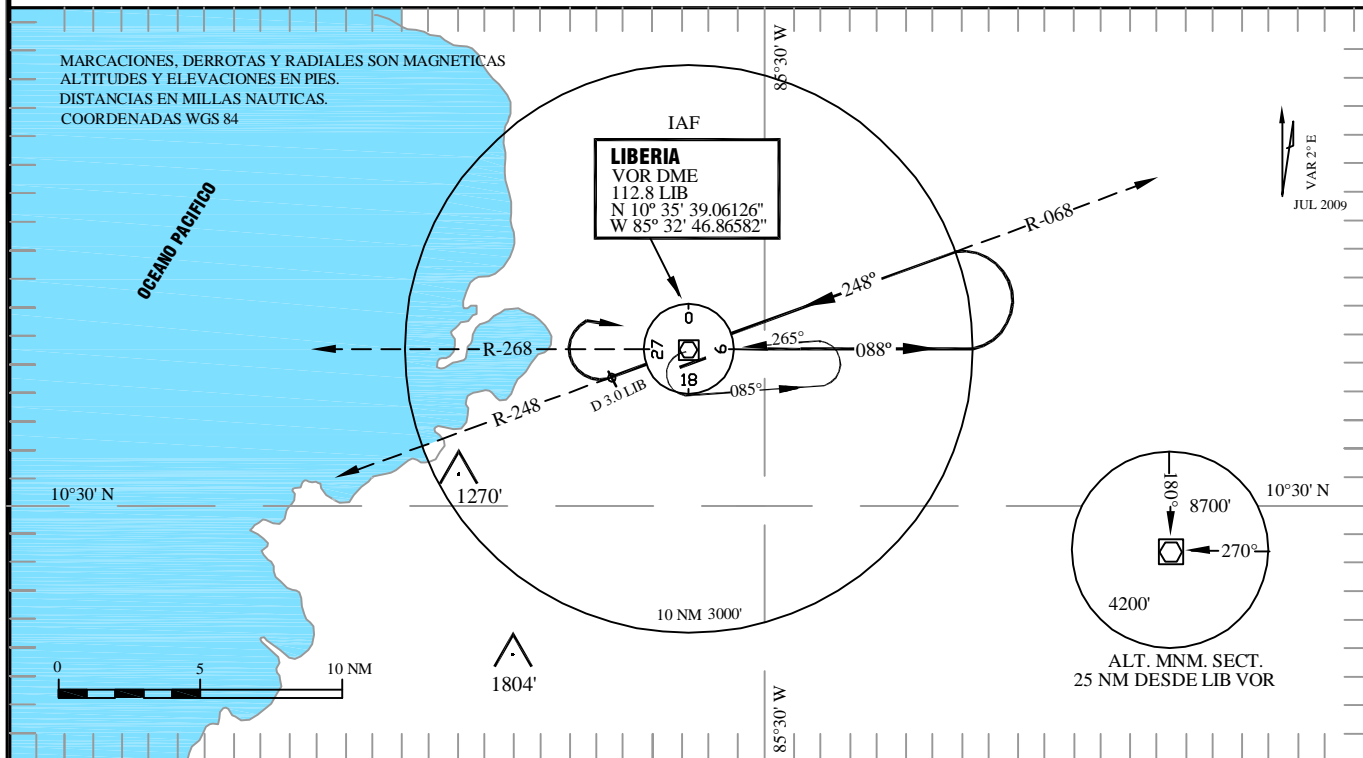 MARCACIONES, DERROTAS Y RADIALES SON MAGNETICAS
ALTITUDES Y ELEVACIONES EN PIES.
DISTANCIAS EN MILLAS NAUTICAS.
COORDENADAS WGS 84
85°30' W
OCEANO PACIFICO
IAF
LIBERIA
VOR DME
112.8 LIB
N 10º 35' 39.06126"
W 85º 32' 46.86582"
VAR 2° E
JUL 2009
R-068
248º
0
27
9
18
265°
088º
085°
R-268
R-248
D 3.0 LIB
1270'
10°30' N
10°30' N
180°
8700'
270°
4200'
ALT. MNM. SECT.
25 NM DESDE LIB VOR
10 NM 3000'
1804'
0
5
10 NM
85°30' W